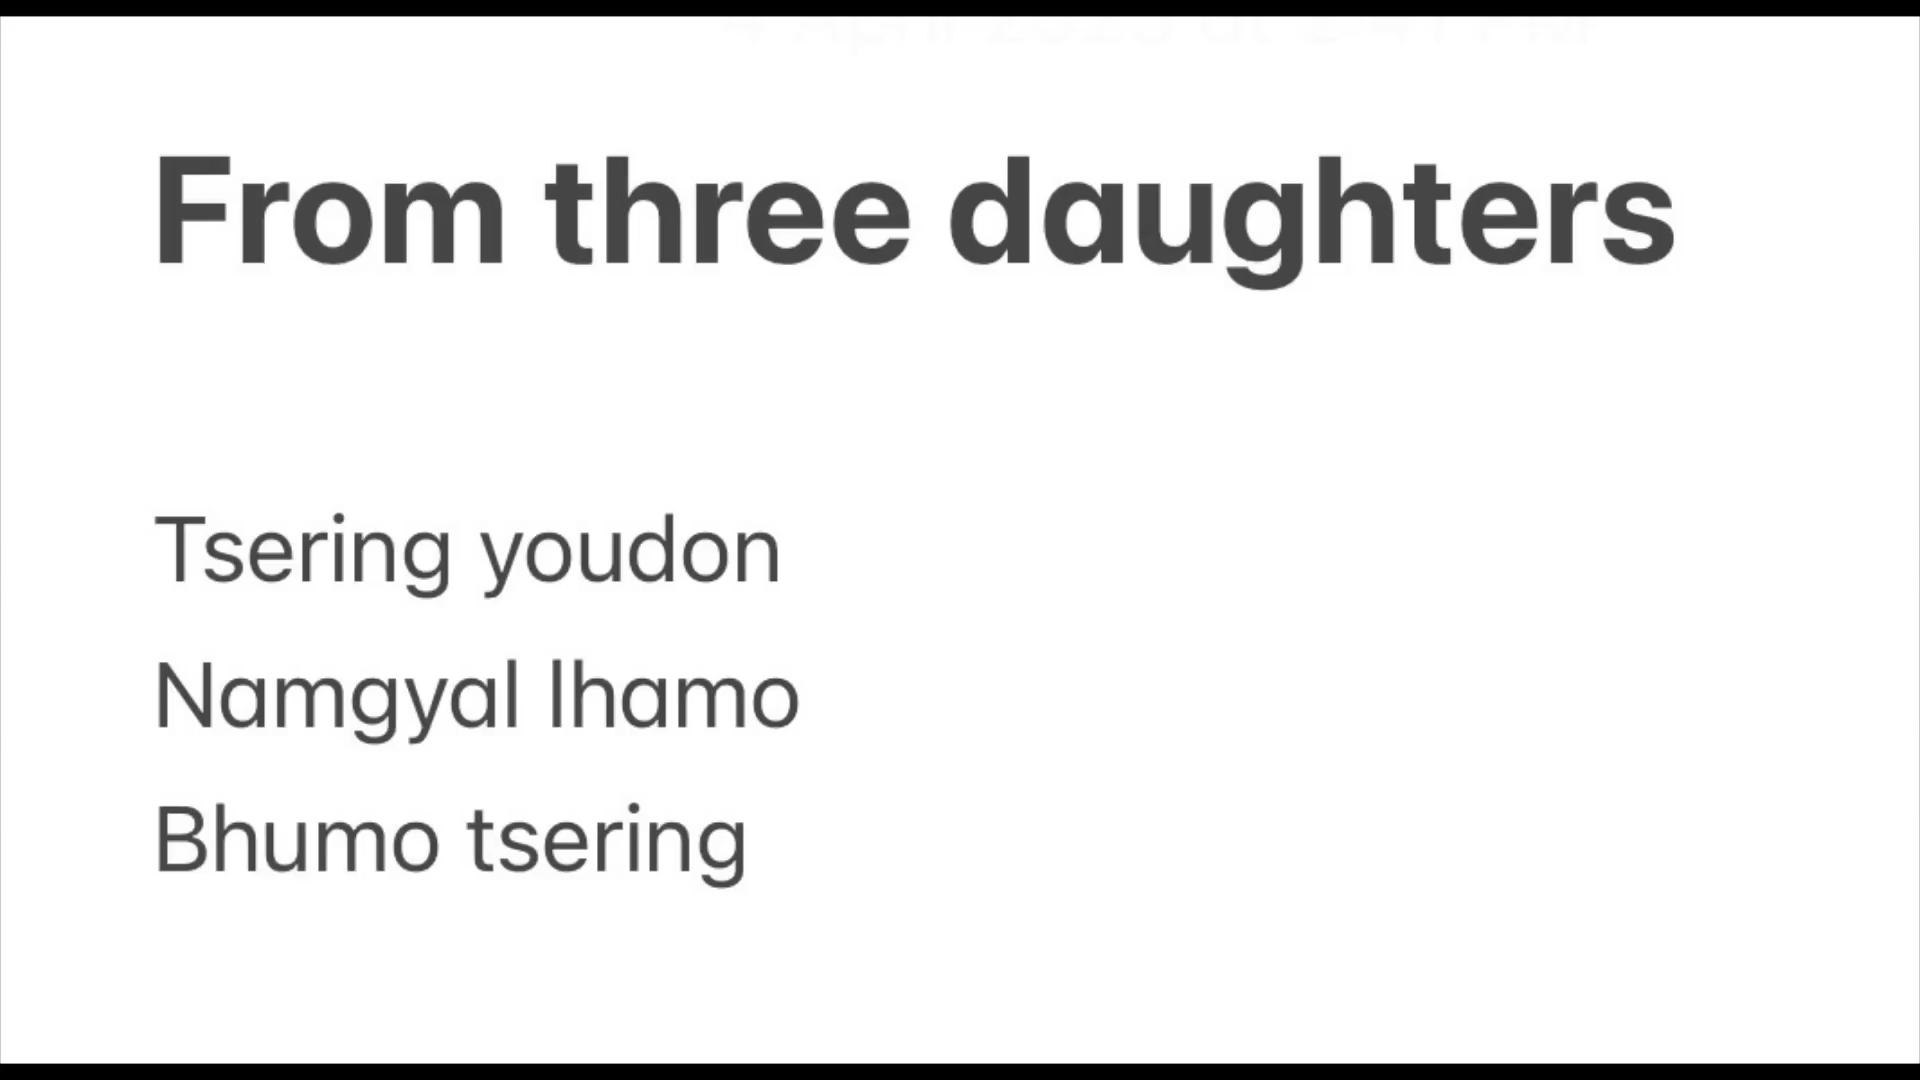 From three daughters
Tsering youdon
Namgyal lhamo
Bhumo tsering